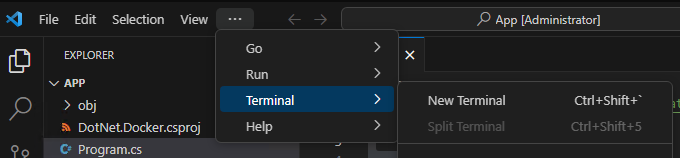 File Edit Selection View ··· App [Administrator]
EXPLORER
Go
APP
obj
Run
DotNet.Docker.csproj
Terminal
New Terminal Ctrl+Shift+`
Program.cs
Help
Split Terminal Ctrl+Shift+5